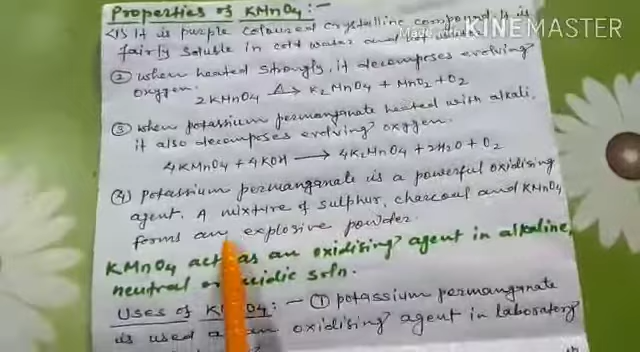 Properties of KMnO4:-
Made with KINEMASTER
<1> It is purple coloured crystalline compound. It is
fairly soluble in cold water and
② when heated strongly, it decomposes evolving
oxygen.
2KMnO4 △→ K2MnO4 + MnO2 + O2
③ when potassium permanganate heated with alkali,
it also decomposes evolving oxygen.
4KMnO4 + 4KOH ⟶ 4K2MnO4 + 2H2O + O2
④ potassium permanganate is a powerful oxidising
agent. A mixture of sulphur, charcoal and KMnO4
forms an explosive powder.
KMnO4 act as an oxidising agent in alkaline,
neutral or acidic soln.
Uses of KMnO4:- ① potassium permanganate
is used as an oxidising agent in laboratory